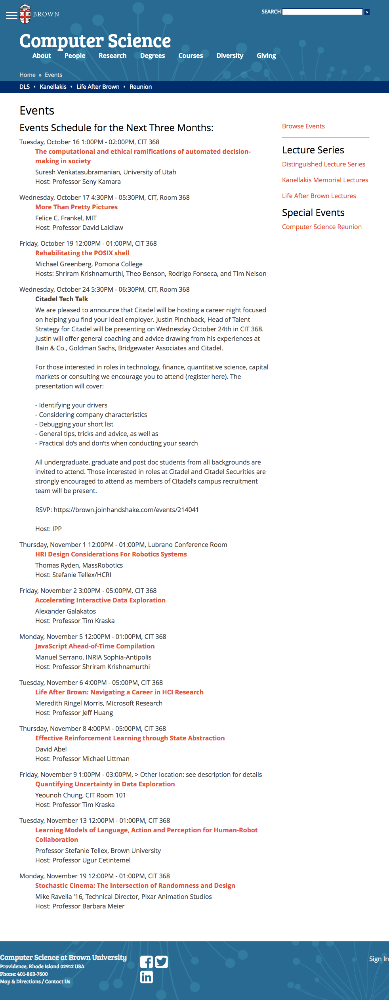 BROWN
SEARCH
>
Computer Science
About People Research Degrees Courses Diversity Giving
Home » Events
DLS • Kanellakis • Life After Brown • Reunion
Events
Events Schedule for the Next Three Months:
Tuesday, October 16 1:00PM - 02:00PM, CIT 368
The computational and ethical ramifications of automated decision-
making in society
Suresh Venkatasubramanian, University of Utah
Host: Professor Seny Kamara
Wednesday, October 17 4:30PM - 05:30PM, CIT, Room 368
More Than Pretty Pictures
Felice C. Frankel, MIT
Host: Professor David Laidlaw
Friday, October 19 12:00PM - 01:00PM, CIT 368
Rehabilitating the POSIX shell
Michael Greenberg, Pomona College
Hosts: Shriram Krishnamurthi, Theo Benson, Rodrigo Fonseca, and Tim Nelson
Wednesday, October 24 5:30PM - 06:30PM, CIT, Room 368
Citadel Tech Talk
We are pleased to announce that Citadel will be hosting a career night focused
on helping you find your ideal employer. Justin Pinchback, Head of Talent
Strategy for Citadel will be presenting on Wednesday October 24th in CIT 368.
Justin will offer general coaching and advice drawing from his experiences at
Bain & Co., Goldman Sachs, Bridgewater Associates and Citadel.
For those interested in roles in technology, finance, quantitative science, capital
markets or consulting we encourage you to attend (register here). The
presentation will cover:
- Identifying your drivers
- Considering company characteristics
- Debugging your short list
- General tips, tricks and advice, as well as
- Practical do’s and don’ts when conducting your search
All undergraduate, graduate and post doc students from all backgrounds are
invited to attend. Those interested in roles at Citadel and Citadel Securities are
strongly encouraged to attend as members of Citadel’s campus recruitment
team will be present.
RSVP: https://brown.joinhandshake.com/events/214041
Host: IPP
Thursday, November 1 12:00PM - 01:00PM, Lubrano Conference Room
HRI Design Considerations For Robotics Systems
Thomas Ryden, MassRobotics
Host: Stefanie Tellex/HCRI
Friday, November 2 3:00PM - 05:00PM, CIT 368
Accelerating Interactive Data Exploration
Alexander Galakatos
Host: Professor Tim Kraska
Monday, November 5 12:00PM - 01:00PM, CIT 368
JavaScript Ahead-of-Time Compilation
Manuel Serrano, INRIA Sophia-Antipolis
Host: Professor Shriram Krishnamurthi
Tuesday, November 6 4:00PM - 05:00PM, CIT 368
Life After Brown: Navigating a Career in HCI Research
Meredith Ringel Morris, Microsoft Research
Host: Professor Jeff Huang
Thursday, November 8 4:00PM - 05:00PM, CIT 368
Effective Reinforcement Learning through State Abstraction
David Abel
Host: Professor Michael Littman
Friday, November 9 1:00PM - 03:00PM, > Other location: see description for details
Quantifying Uncertainty in Data Exploration
Yeounoh Chung, CIT Room 101
Host: Professor Tim Kraska
Tuesday, November 13 12:00PM - 01:00PM, CIT 368
Learning Models of Language, Action and Perception for Human-Robot
Collaboration
Professor Stefanie Tellex, Brown University
Host: Professor Ugur Cetintemel
Monday, November 19 12:00PM - 01:00PM, CIT 368
Stochastic Cinema: The Intersection of Randomness and Design
Mike Ravella '16, Technical Director, Pixar Animation Studios
Host: Professor Barbara Meier
Browse Events
Lecture Series
Distinguished Lecture Series
Kanellakis Memorial Lectures
Life After Brown Lectures
Special Events
Computer Science Reunion
Computer Science at Brown University
Providence, Rhode Island 02912 USA
Phone: 401-863-7600
Map & Directions / Contact Us
Sign In